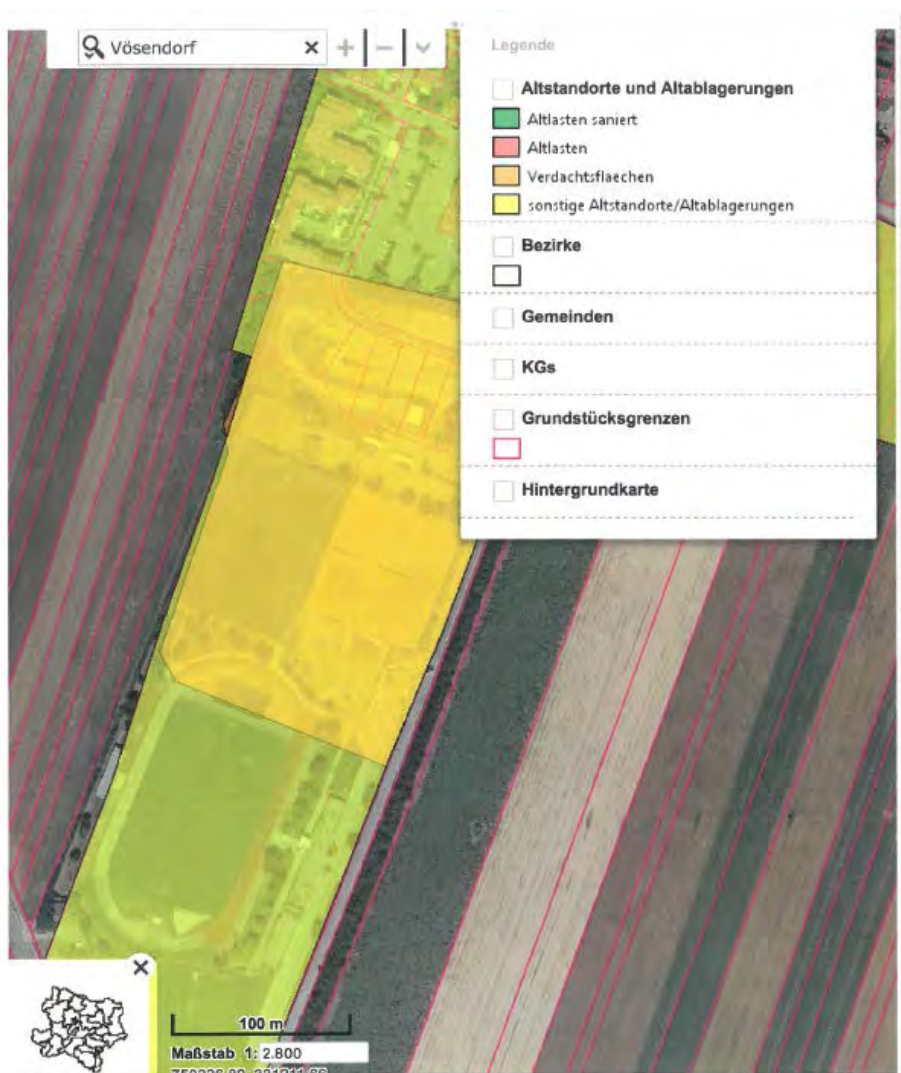 Vösendorf
Legende
Altstandorte und Altablagerungen
Altlasten saniert
Altlasten
Verdachtsflaechen
sonstige Altstandorte/Altablagerungen
Bezirke
Gemeinden
KGs
Grundstücksgrenzen
Hintergrundkarte
100 m
Maßstab 1: 2.800